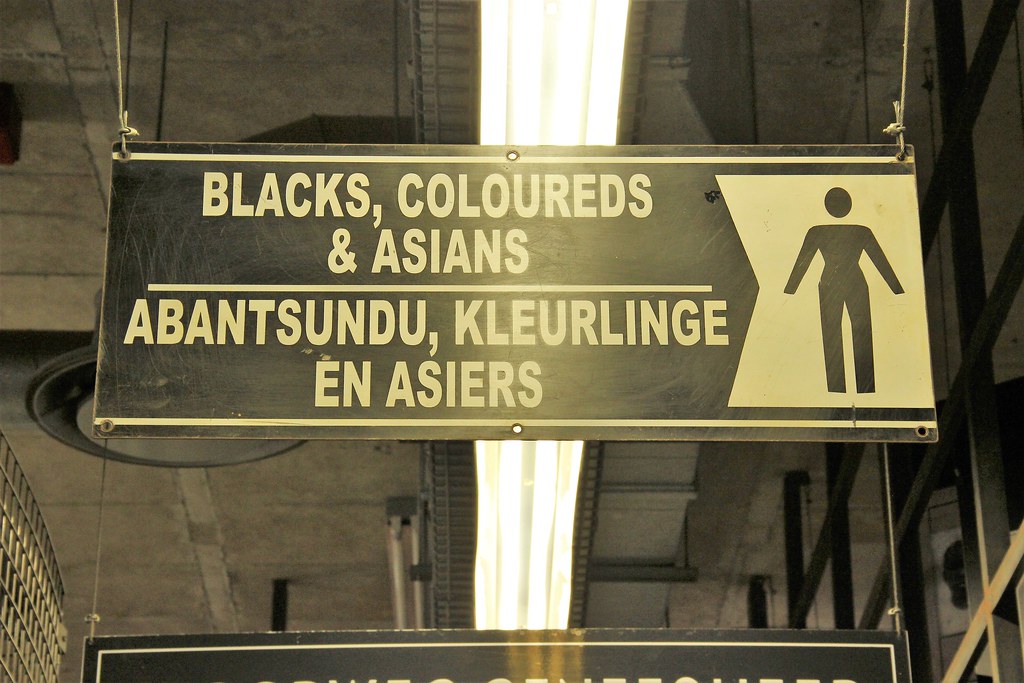 BLACKS, COLOUREDS
& ASIANS
ABANTSUNDU, KLEURLINGE
EN ASIERS